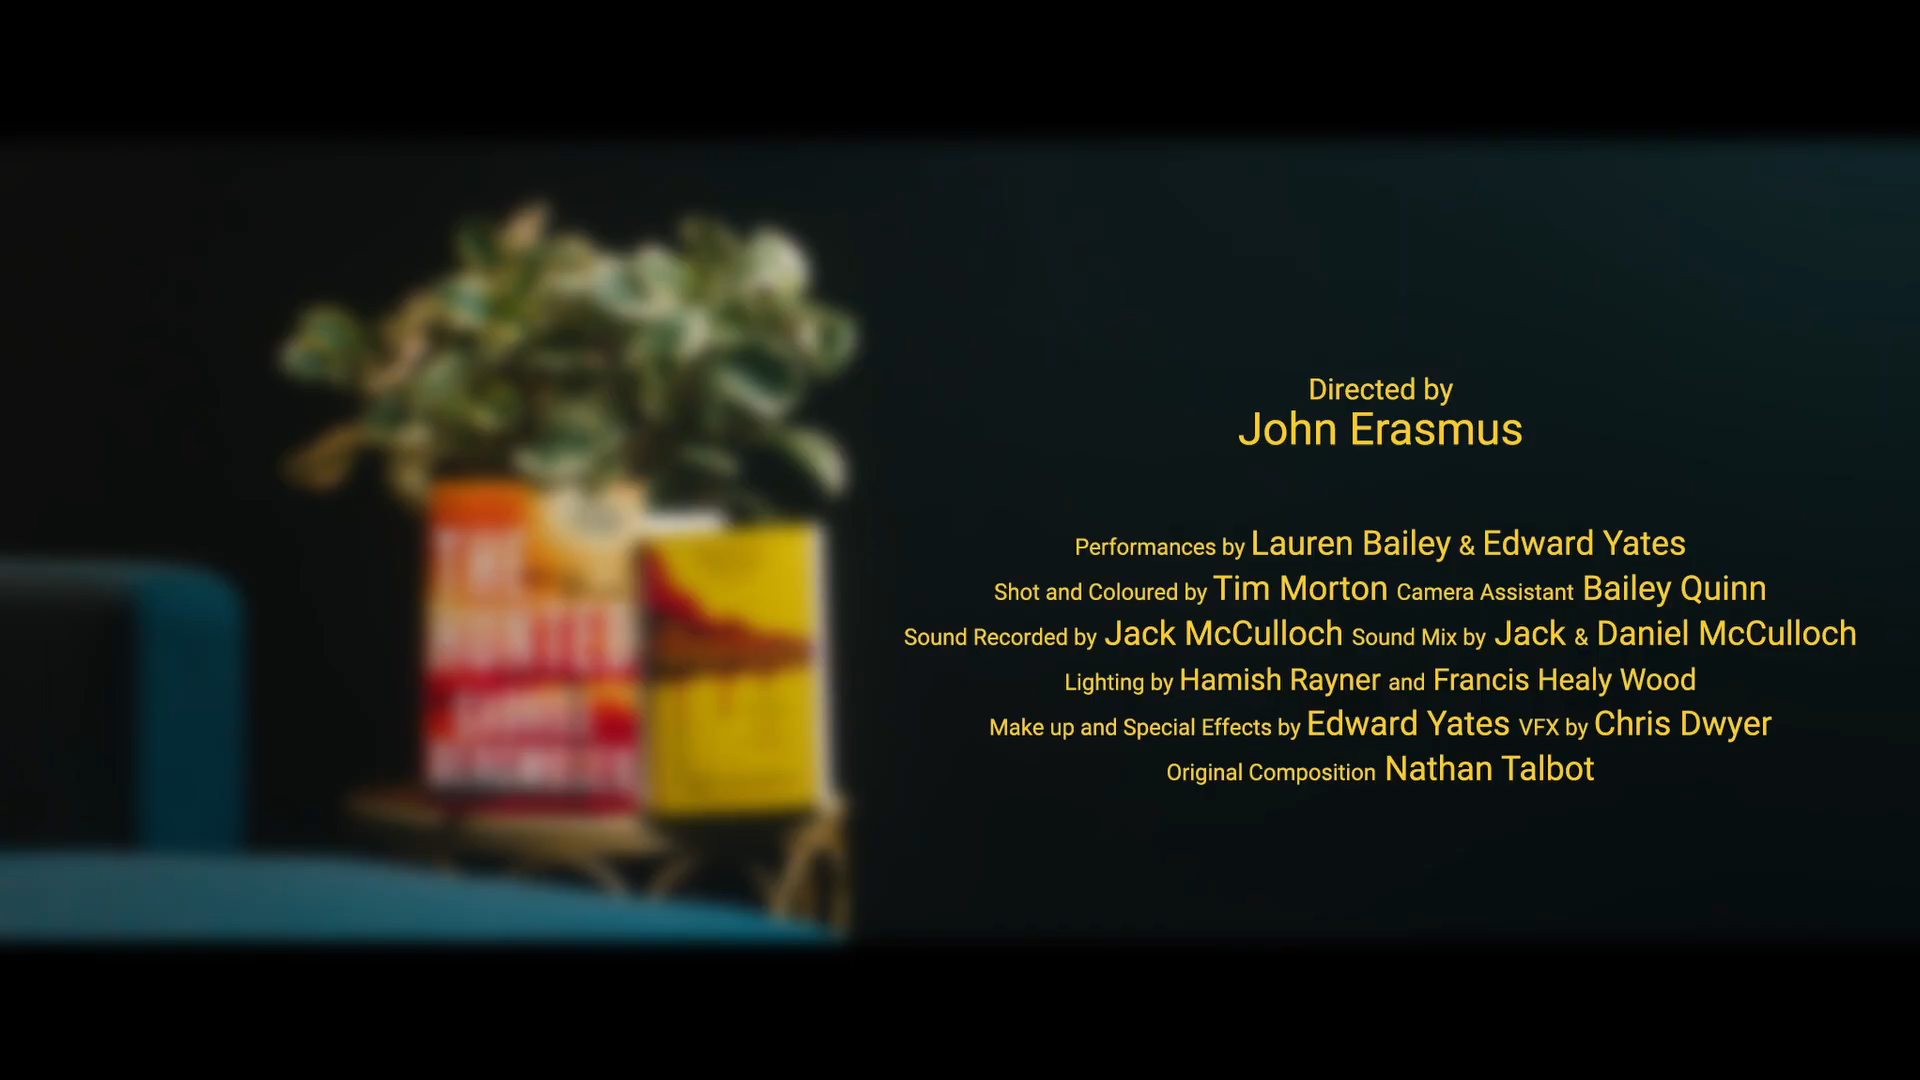 THE
HUNTER
Directed by
John Erasmus
Performances by Lauren Bailey & Edward Yates
Shot and Coloured by Tim Morton Camera Assistant Bailey Quinn
Sound Recorded by Jack McCulloch Sound Mix by Jack & Daniel McCulloch
Lighting by Hamish Rayner and Francis Healy Wood
Make up and Special Effects by Edward Yates VFX by Chris Dwyer
Original Composition Nathan Talbot